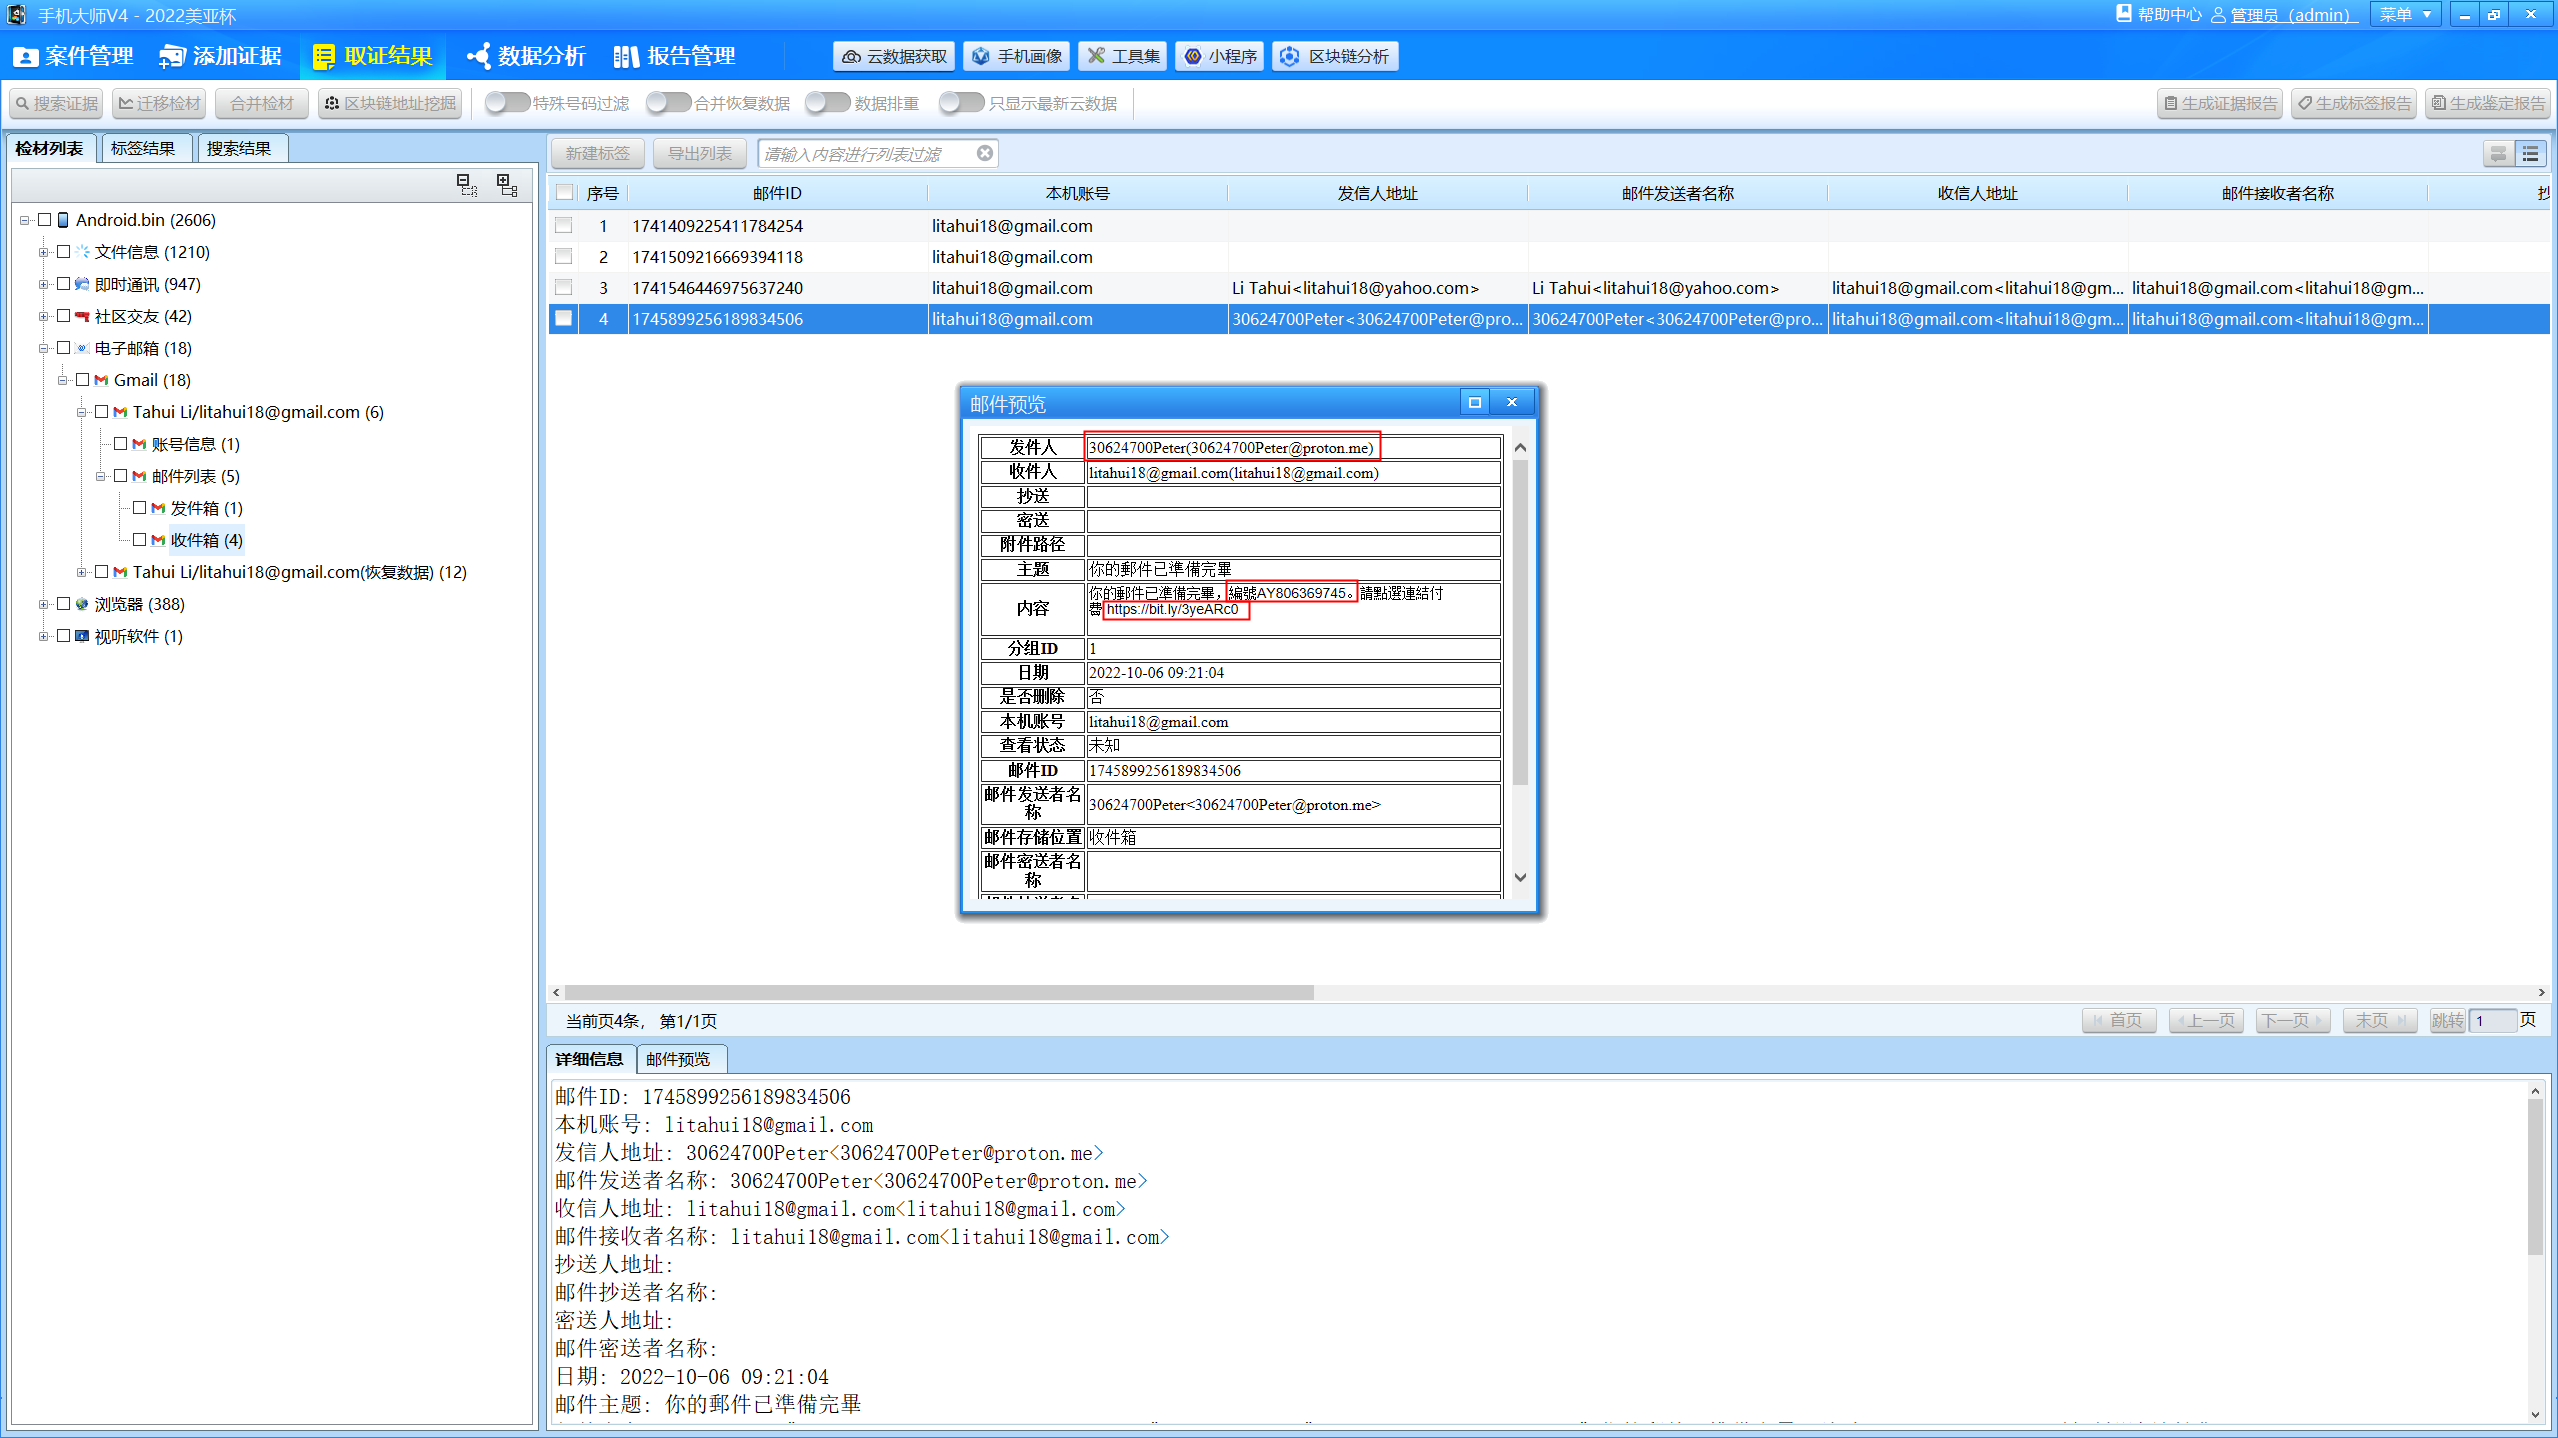 手机大师V4 - 2022美亚杯
帮助中心 管理员（admin） 菜单
案件管理 添加证据 取证结果 数据分析 报告管理 云数据获取 手机画像 工具集 小程序 区块链分析
搜索证据 迁移检材 合并检材 区块链地址挖掘 特殊号码过滤 合并恢复数据 数据排重 只显示最新云数据 生成证据报告 生成标签报告 生成鉴定报告
检材列表 标签结果 搜索结果
Android.bin (2606)
文件信息 (1210)
即时通讯 (947)
社区交友 (42)
电子邮箱 (18)
Gmail (18)
Tahui Li/litahui18@gmail.com (6)
账号信息 (1)
邮件列表 (5)
发件箱 (1)
收件箱 (4)
Tahui Li/litahui18@gmail.com(恢复数据) (12)
浏览器 (388)
视听软件 (1)
新建标签 导出列表 请输入内容进行列表过滤
序号 邮件ID 本机账号 发信人地址 邮件发送者名称 收信人地址 邮件接收者名称
1 1741409225411784254 litahui18@gmail.com
2 1741509216669394118 litahui18@gmail.com
3 1741546446975637240 litahui18@gmail.com Li Tahui<litahui18@yahoo.com> Li Tahui<litahui18@yahoo.com> litahui18@gmail.com<litahui18@gm... litahui18@gmail.com<litahui18@gm...
4 1745899256189834506 litahui18@gmail.com 30624700Peter<30624700Peter@pro... 30624700Peter<30624700Peter@pro... litahui18@gmail.com<litahui18@gm... litahui18@gmail.com<litahui18@gm...
邮件预览
发件人 30624700Peter(30624700Peter@proton.me)
收件人 litahui18@gmail.com(litahui18@gmail.com)
抄送
密送
附件路径
主题 你的郵件已準備完畢
内容 你的郵件已準備完畢，編號AY806369745。請點選連結付
費 https://bit.ly/3yeARc0
分组ID 1
日期 2022-10-06 09:21:04
是否删除 否
本机账号 litahui18@gmail.com
查看状态 未知
邮件ID 1745899256189834506
邮件发送者名称 30624700Peter<30624700Peter@proton.me>
邮件存储位置 收件箱
邮件密送者名称
当前页4条， 第1/1页
首页 上一页 下一页 末页 跳转 1 页
详细信息 邮件预览
邮件ID: 1745899256189834506
本机账号: litahui18@gmail.com
发信人地址: 30624700Peter<30624700Peter@proton.me>
邮件发送者名称: 30624700Peter<30624700Peter@proton.me>
收信人地址: litahui18@gmail.com<litahui18@gmail.com>
邮件接收者名称: litahui18@gmail.com<litahui18@gmail.com>
抄送人地址:
邮件抄送者名称:
密送人地址:
邮件密送者名称:
日期: 2022-10-06 09:21:04
邮件主题: 你的郵件已準備完畢